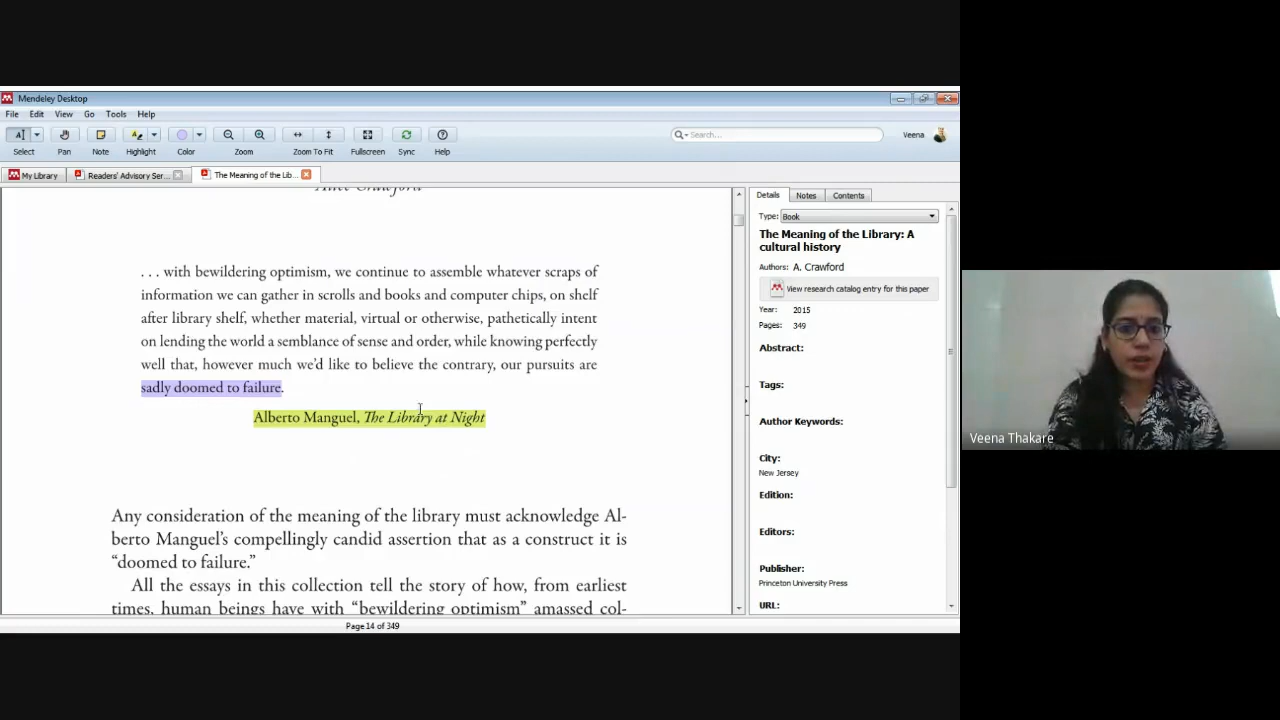 Mendeley Desktop
File Edit View Go Tools Help
Select Pan Note Highlight Color Zoom Zoom To Fit Fullscreen Sync Help
Search...
Veena
My Library
Readers' Advisory Ser...
The Meaning of the Lib...
Alice Crawford
. . . with bewildering optimism, we continue to assemble whatever scraps of
information we can gather in scrolls and books and computer chips, on shelf
after library shelf, whether material, virtual or otherwise, pathetically intent
on lending the world a semblance of sense and order, while knowing perfectly
well that, however much we'd like to believe the contrary, our pursuits are
sadly doomed to failure.
Alberto Manguel, The Library at Night
Any consideration of the meaning of the library must acknowledge Al-
berto Manguel's compellingly candid assertion that as a construct it is
“doomed to failure.”
All the essays in this collection tell the story of how, from earliest
times, human beings have with “bewildering optimism” amassed col-
Page 14 of 349
Details Notes Contents
Type: Book
The Meaning of the Library: A
cultural history
Authors: A. Crawford
View research catalog entry for this paper
Year: 2015
Pages: 349
Abstract:
Tags:
Author Keywords:
City:
New Jersey
Edition:
Editors:
Publisher:
Princeton University Press
URL:
Veena Thakare